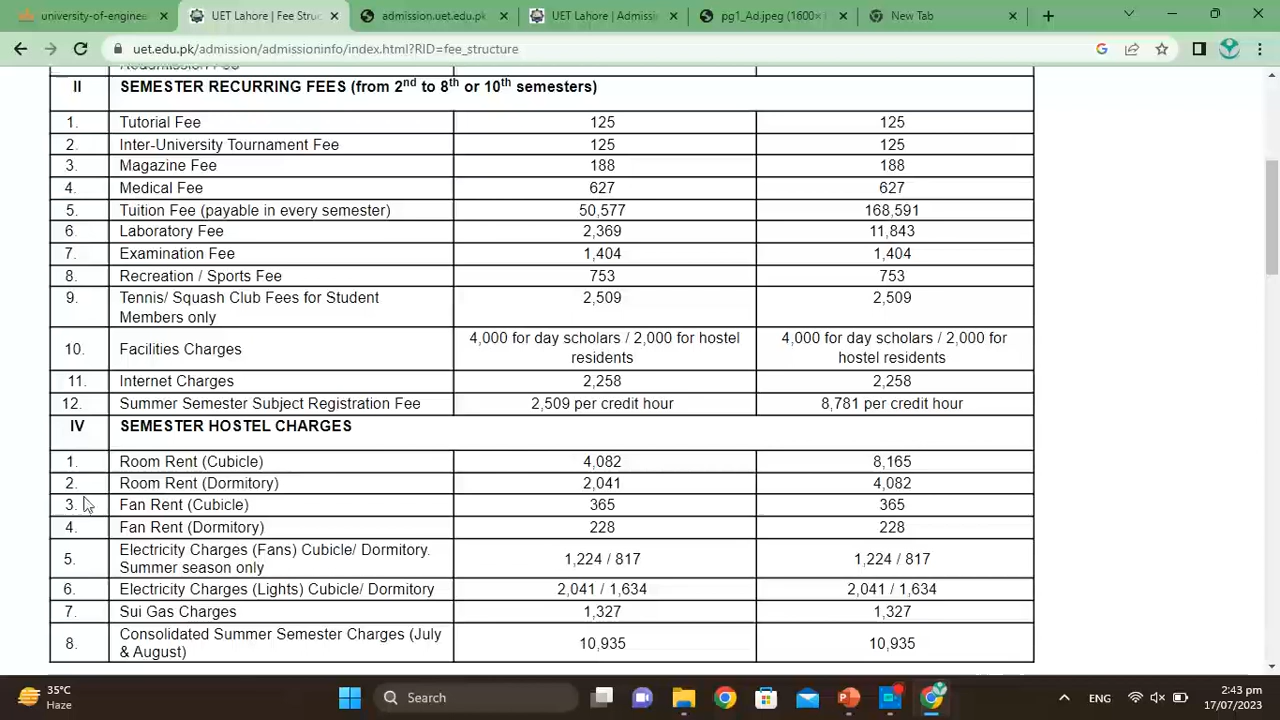 university-of-enginee
UET Lahore | Fee Struc
admission.uet.edu.pk/
UET Lahore | Admissi
pg1_Ad.jpeg (1600×
New Tab
uet.edu.pk/admission/admissioninfo/index.html?RID=fee_structure
Readmission Fee
II SEMESTER RECURRING FEES (from 2nd to 8th or 10th semesters)
1. Tutorial Fee 125 125
2. Inter-University Tournament Fee 125 125
3. Magazine Fee 188 188
4. Medical Fee 627 627
5. Tuition Fee (payable in every semester) 50,577 168,591
6. Laboratory Fee 2,369 11,843
7. Examination Fee 1,404 1,404
8. Recreation / Sports Fee 753 753
9. Tennis/ Squash Club Fees for Student 2,509 2,509
Members only
10. Facilities Charges 4,000 for day scholars / 2,000 for hostel 4,000 for day scholars / 2,000 for
residents hostel residents
11. Internet Charges 2,258 2,258
12. Summer Semester Subject Registration Fee 2,509 per credit hour 8,781 per credit hour
IV SEMESTER HOSTEL CHARGES
1. Room Rent (Cubicle) 4,082 8,165
2. Room Rent (Dormitory) 2,041 4,082
3. Fan Rent (Cubicle) 365 365
4. Fan Rent (Dormitory) 228 228
5. Electricity Charges (Fans) Cubicle/ Dormitory. 1,224 / 817 1,224 / 817
Summer season only
6. Electricity Charges (Lights) Cubicle/ Dormitory 2,041 / 1,634 2,041 / 1,634
7. Sui Gas Charges 1,327 1,327
8. Consolidated Summer Semester Charges (July 10,935 10,935
& August)
35°C
Haze
Search
ENG
2:43 pm
17/07/2023